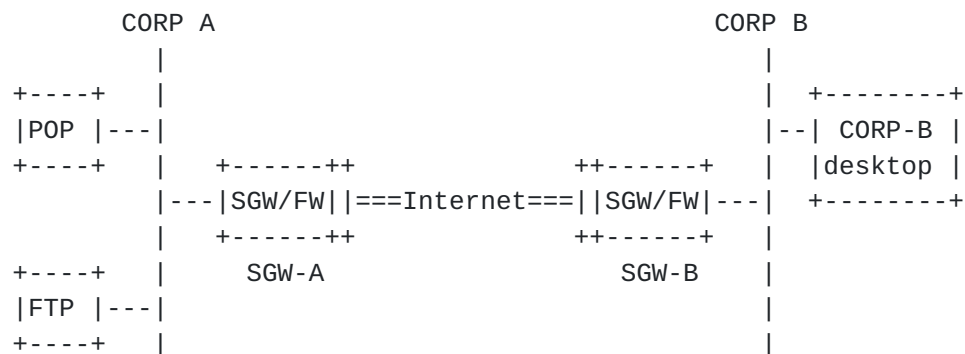 CORP A                                CORP B
         |                                      |
+----+   |                                      |  +--------+
|POP |---|                                      |--| CORP-B |
+----+   |   +------++              ++------+   |  |desktop |
         |---|SGW/FW||===Internet===||SGW/FW|---|  +--------+
         |   +------++              ++------+   |
+----+   |     SGW-A                  SGW-B     |
|FTP |---|                                      |
+----+   |                                      |